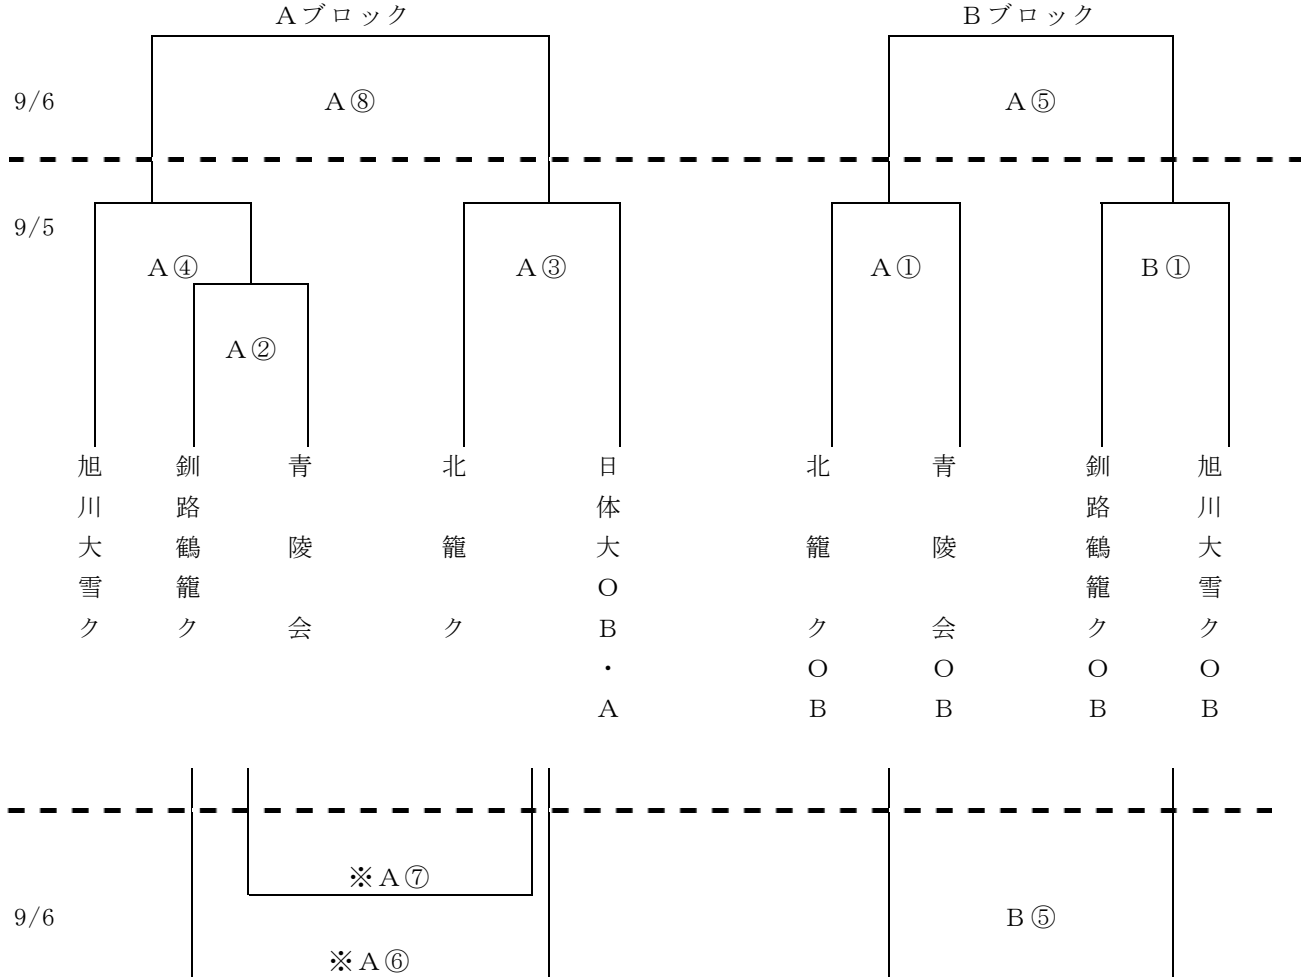 Aブロック
Bブロック
9/6
A⑧
A⑤
9/5
A④
A③
A①
B①
A②
旭川大雪ク
釧路鶴籠ク
青陵会
北籠ク
日体大OB・A
北籠クOB
青陵会OB
釧路鶴籠クOB
旭川大雪クOB
※A⑦
9/6
B⑤
※A⑥